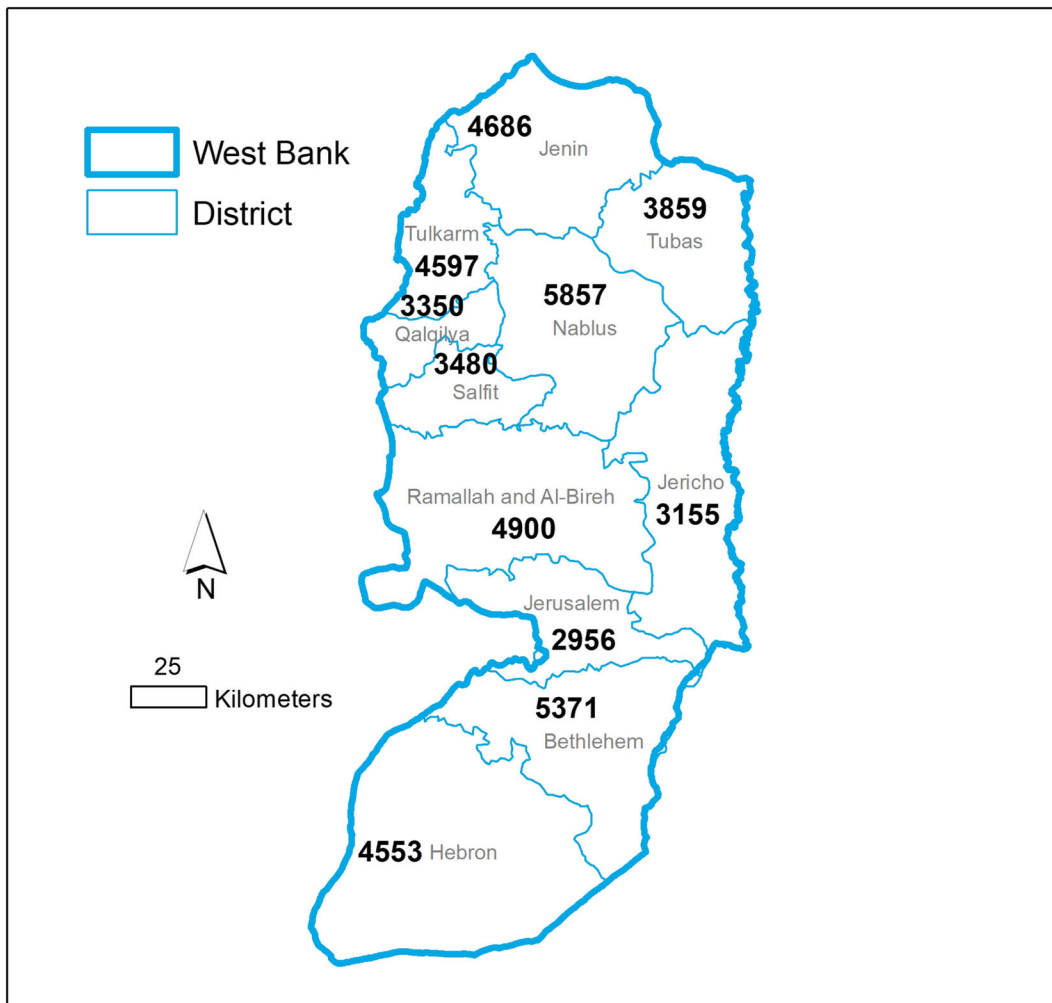 West Bank
District
4686
Jenin
3859
Tubas
Tulkarm
4597
5857
Nablus
3350
Qalqilya
3480
Salfit
Ramallah and Al-Bireh
4900
Jericho
3155
N
Jerusalem
2956
25
Kilometers
5371
Bethlehem
4553 Hebron